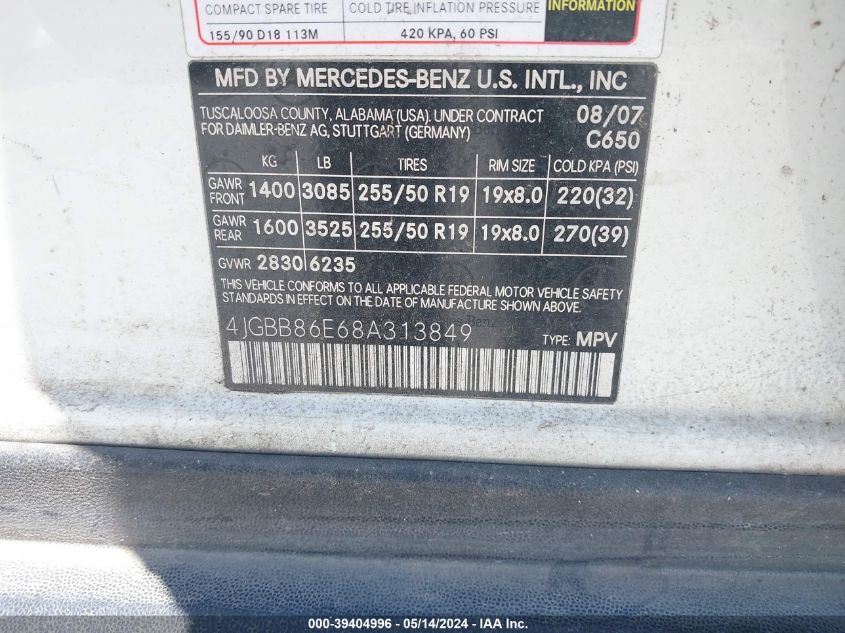 COMPACT SPARE TIRE COLD TIRE INFLATION PRESSURE INFORMATION
155/90 D18 113M 420 KPA, 60 PSI
MFD BY MERCEDES-BENZ U.S. INTL., INC
TUSCALOOSA COUNTY, ALABAMA (USA). UNDER CONTRACT 08/07
FOR DAIMLER-BENZ AG, STUTTGART (GERMANY) C650
KG LB TIRES RIM SIZE COLD KPA (PSI)
GAWR FRONT 1400 3085 255/50 R19 19x8.0 220(32)
GAWR REAR 1600 3525 255/50 R19 19x8.0 270(39)
GVWR 2830 6235
THIS VEHICLE CONFORMS TO ALL APPLICABLE FEDERAL MOTOR VEHICLE SAFETY
STANDARDS IN EFFECT ON THE DATE OF MANUFACTURE SHOWN ABOVE.
4JGBB86E68A313849 TYPE: MPV
000-39404996 - 05/14/2024 - IAA Inc.